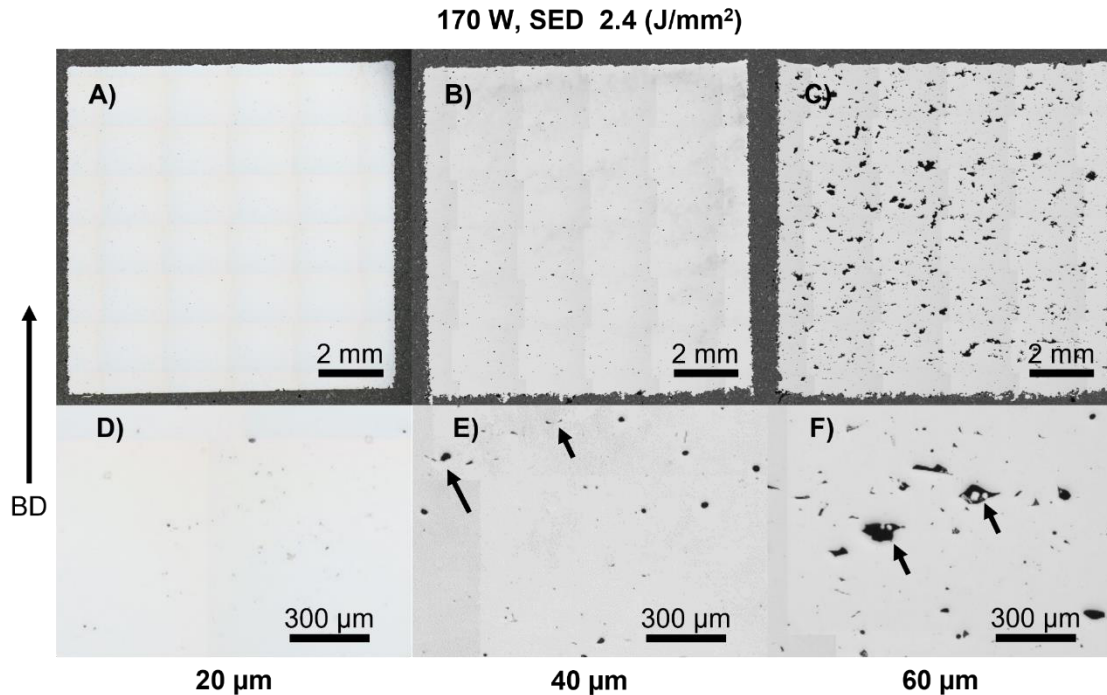 170 W, SED 2.4 (J/mm²)
A)
B)
C)
2 mm
2 mm
2 mm
D)
E)
F)
BD
300 µm
300 µm
300 µm
20 µm
40 µm
60 µm